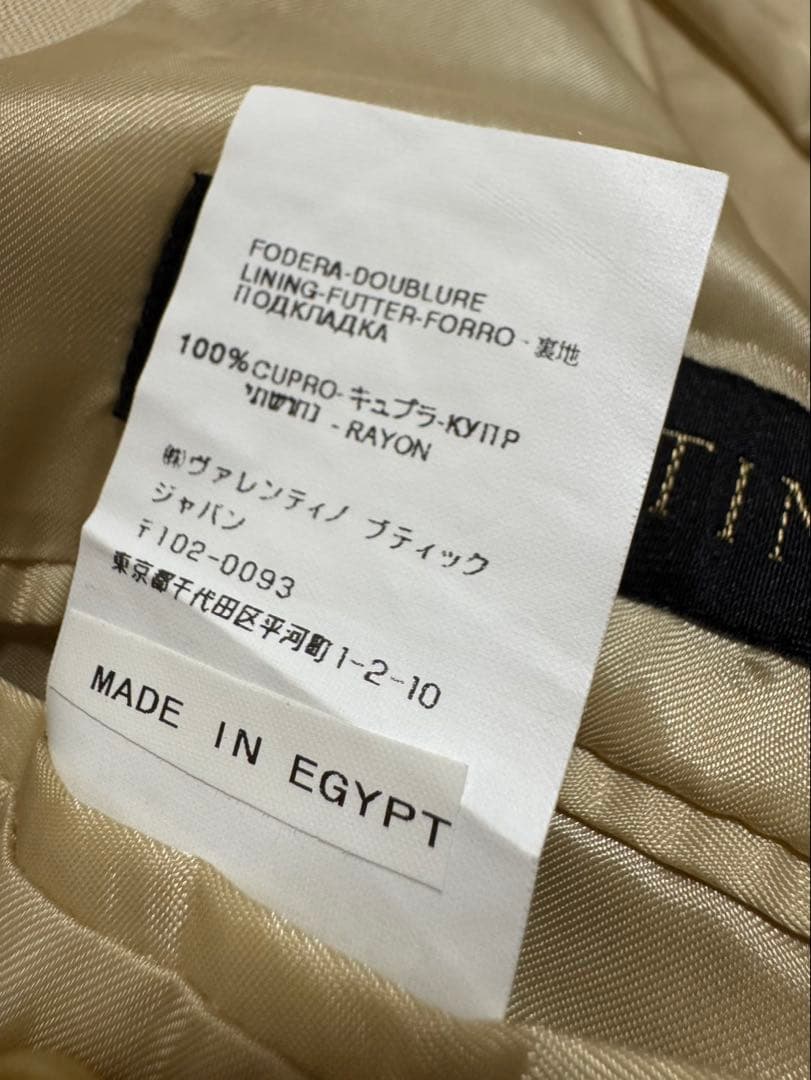 FODERA-DOUBLURE
LINING-FUTTER-FORRO - 裏地
ПОДКЛАДКА
100% CUPRO-キュプラ-КУПР
- RAYON
㈱ヴァレンティノ ブティック
ジャパン
〒102-0093
東京都千代田区平河町1-2-10
MADE IN EGYPT
TIN